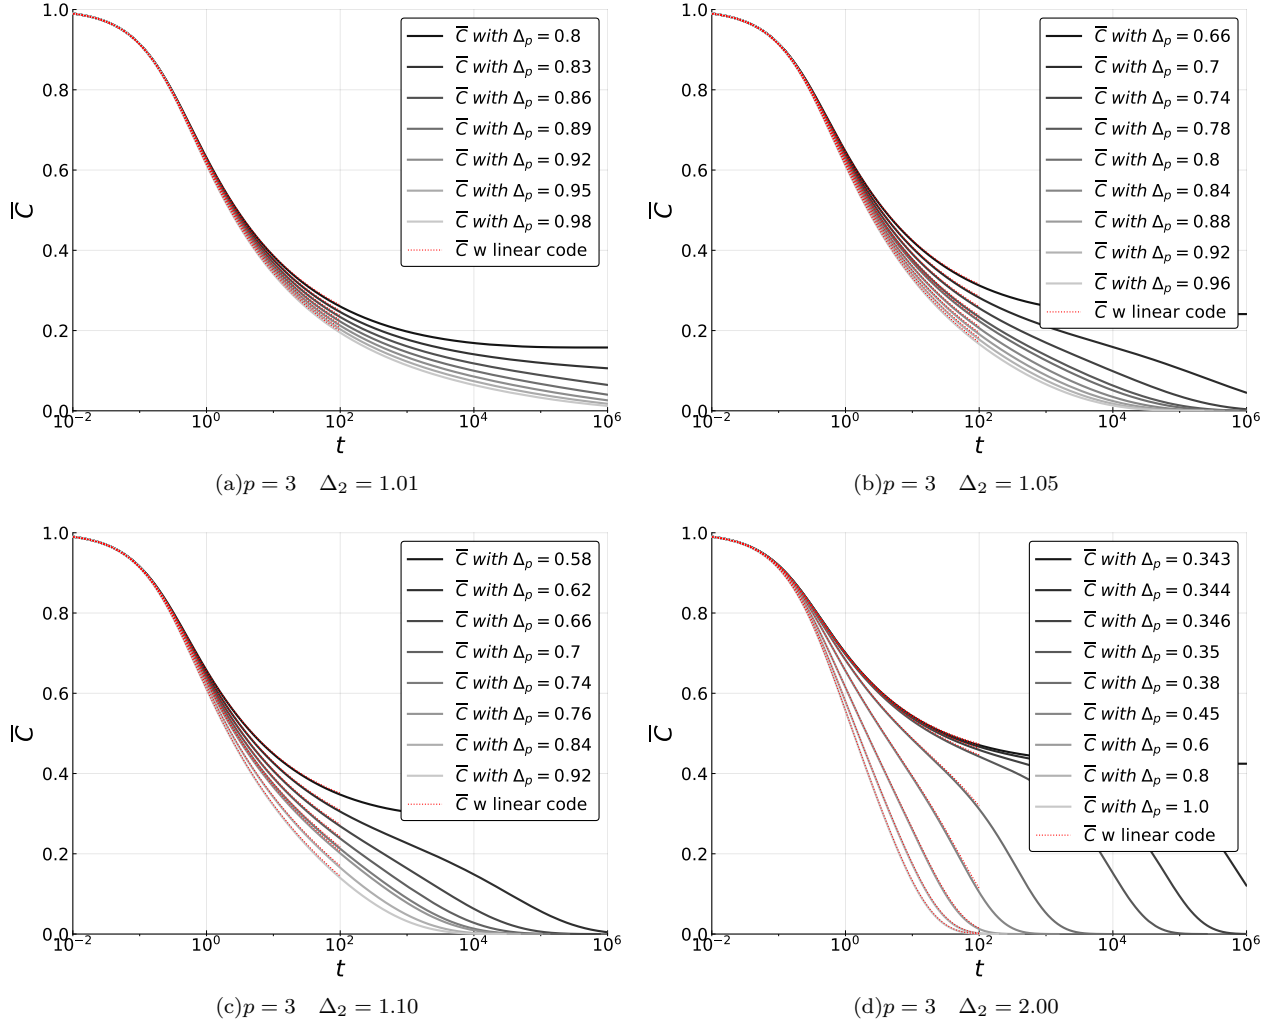 1.0
0.8
0.6
0.4
0.2
0.0
C̅
10⁻² 10⁰ 10² 10⁴ 10⁶
t
C̅ with Δₚ = 0.8
C̅ with Δₚ = 0.83
C̅ with Δₚ = 0.86
C̅ with Δₚ = 0.89
C̅ with Δₚ = 0.92
C̅ with Δₚ = 0.95
C̅ with Δₚ = 0.98
C̅ w linear code
(a)p = 3 Δ₂ = 1.01
1.0
0.8
0.6
0.4
0.2
0.0
C̅
10⁻² 10⁰ 10² 10⁴ 10⁶
t
C̅ with Δₚ = 0.66
C̅ with Δₚ = 0.7
C̅ with Δₚ = 0.74
C̅ with Δₚ = 0.78
C̅ with Δₚ = 0.8
C̅ with Δₚ = 0.84
C̅ with Δₚ = 0.88
C̅ with Δₚ = 0.92
C̅ with Δₚ = 0.96
C̅ w linear code
(b)p = 3 Δ₂ = 1.05
1.0
0.8
0.6
0.4
0.2
0.0
C̅
10⁻² 10⁰ 10² 10⁴ 10⁶
t
C̅ with Δₚ = 0.58
C̅ with Δₚ = 0.62
C̅ with Δₚ = 0.66
C̅ with Δₚ = 0.7
C̅ with Δₚ = 0.74
C̅ with Δₚ = 0.76
C̅ with Δₚ = 0.84
C̅ with Δₚ = 0.92
C̅ w linear code
(c)p = 3 Δ₂ = 1.10
1.0
0.8
0.6
0.4
0.2
0.0
C̅
10⁻² 10⁰ 10² 10⁴ 10⁶
t
C̅ with Δₚ = 0.343
C̅ with Δₚ = 0.344
C̅ with Δₚ = 0.346
C̅ with Δₚ = 0.35
C̅ with Δₚ = 0.38
C̅ with Δₚ = 0.45
C̅ with Δₚ = 0.6
C̅ with Δₚ = 0.8
C̅ with Δₚ = 1.0
C̅ w linear code
(d)p = 3 Δ₂ = 2.00